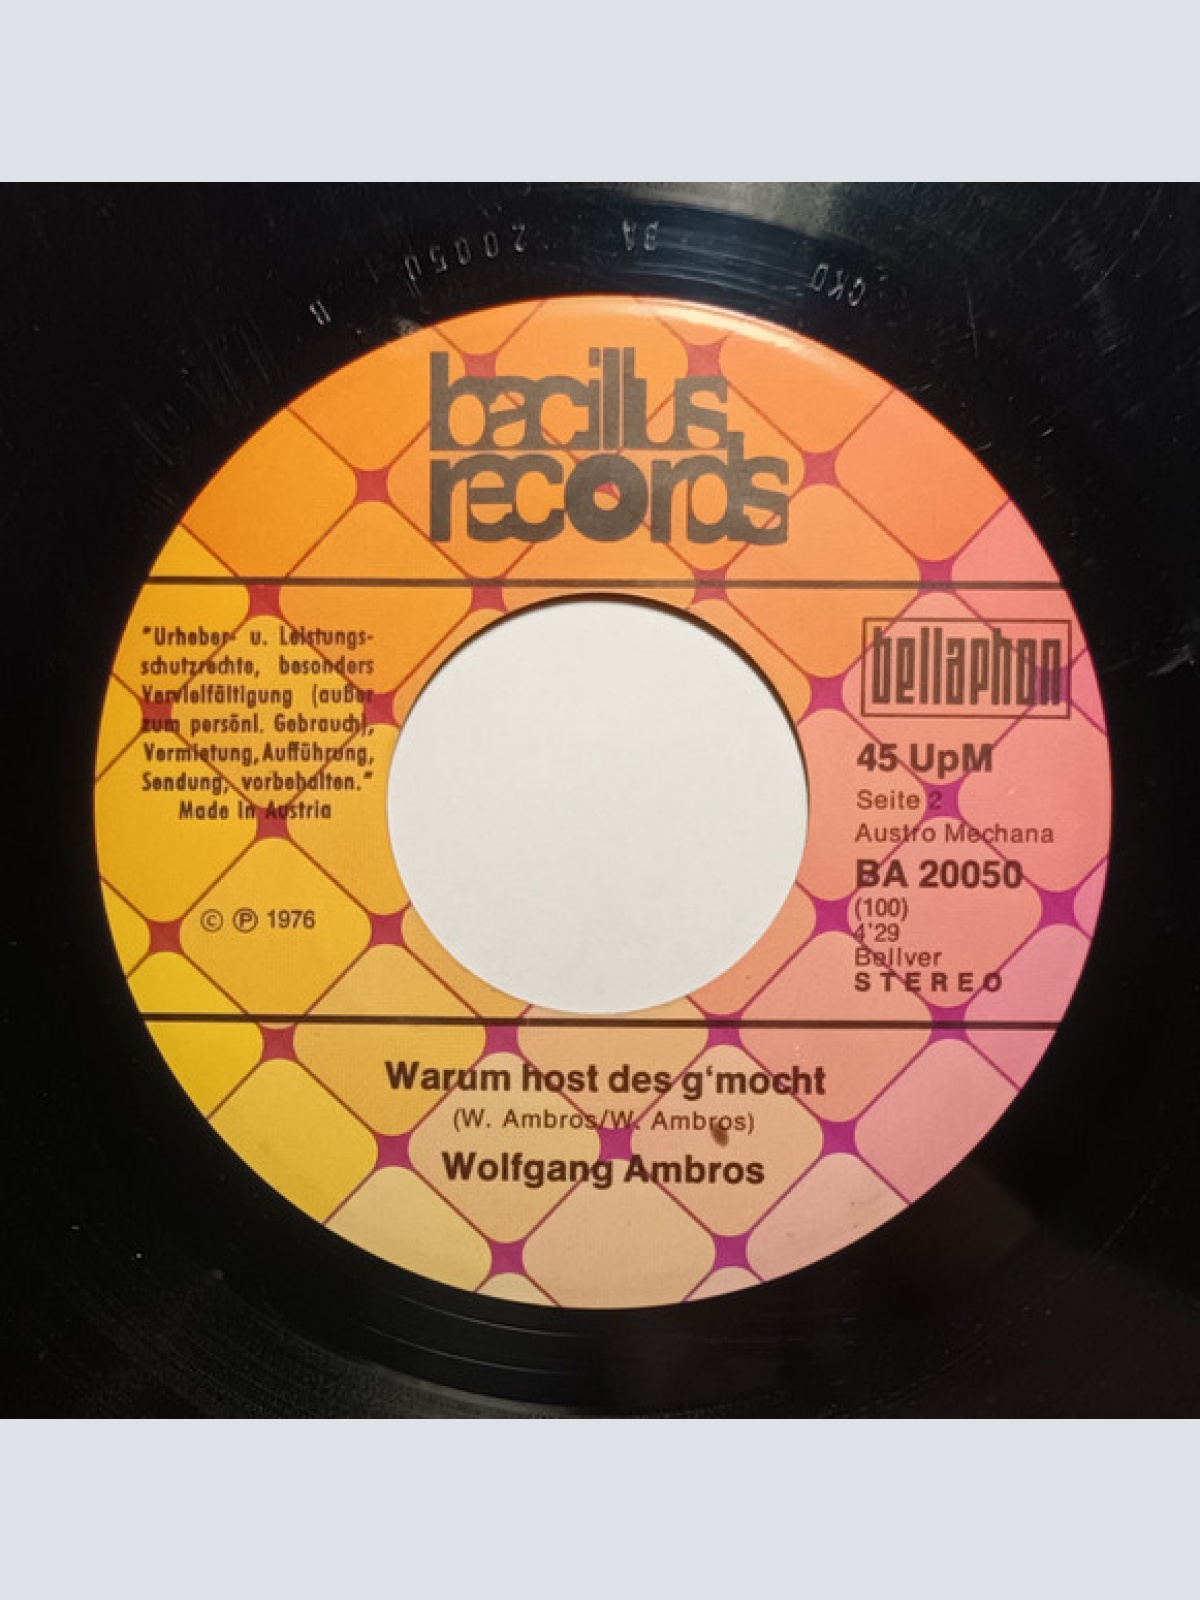 BA 20050
bacillus
records
"Urheber- u. Leistungs-
schutzrechte, besonders
Vervielfältigung (außer
zum persönl. Gebrauch),
Vermietung, Aufführung,
Sendung, vorbehalten."
Made in Austria
© ℗ 1976
bellaphon
45 UpM
Seite 2
Austro Mechana
BA 20050
(100)
4'29
Bellver
STEREO
Warum host des g'mocht
(W. Ambros/W. Ambros)
Wolfgang Ambros